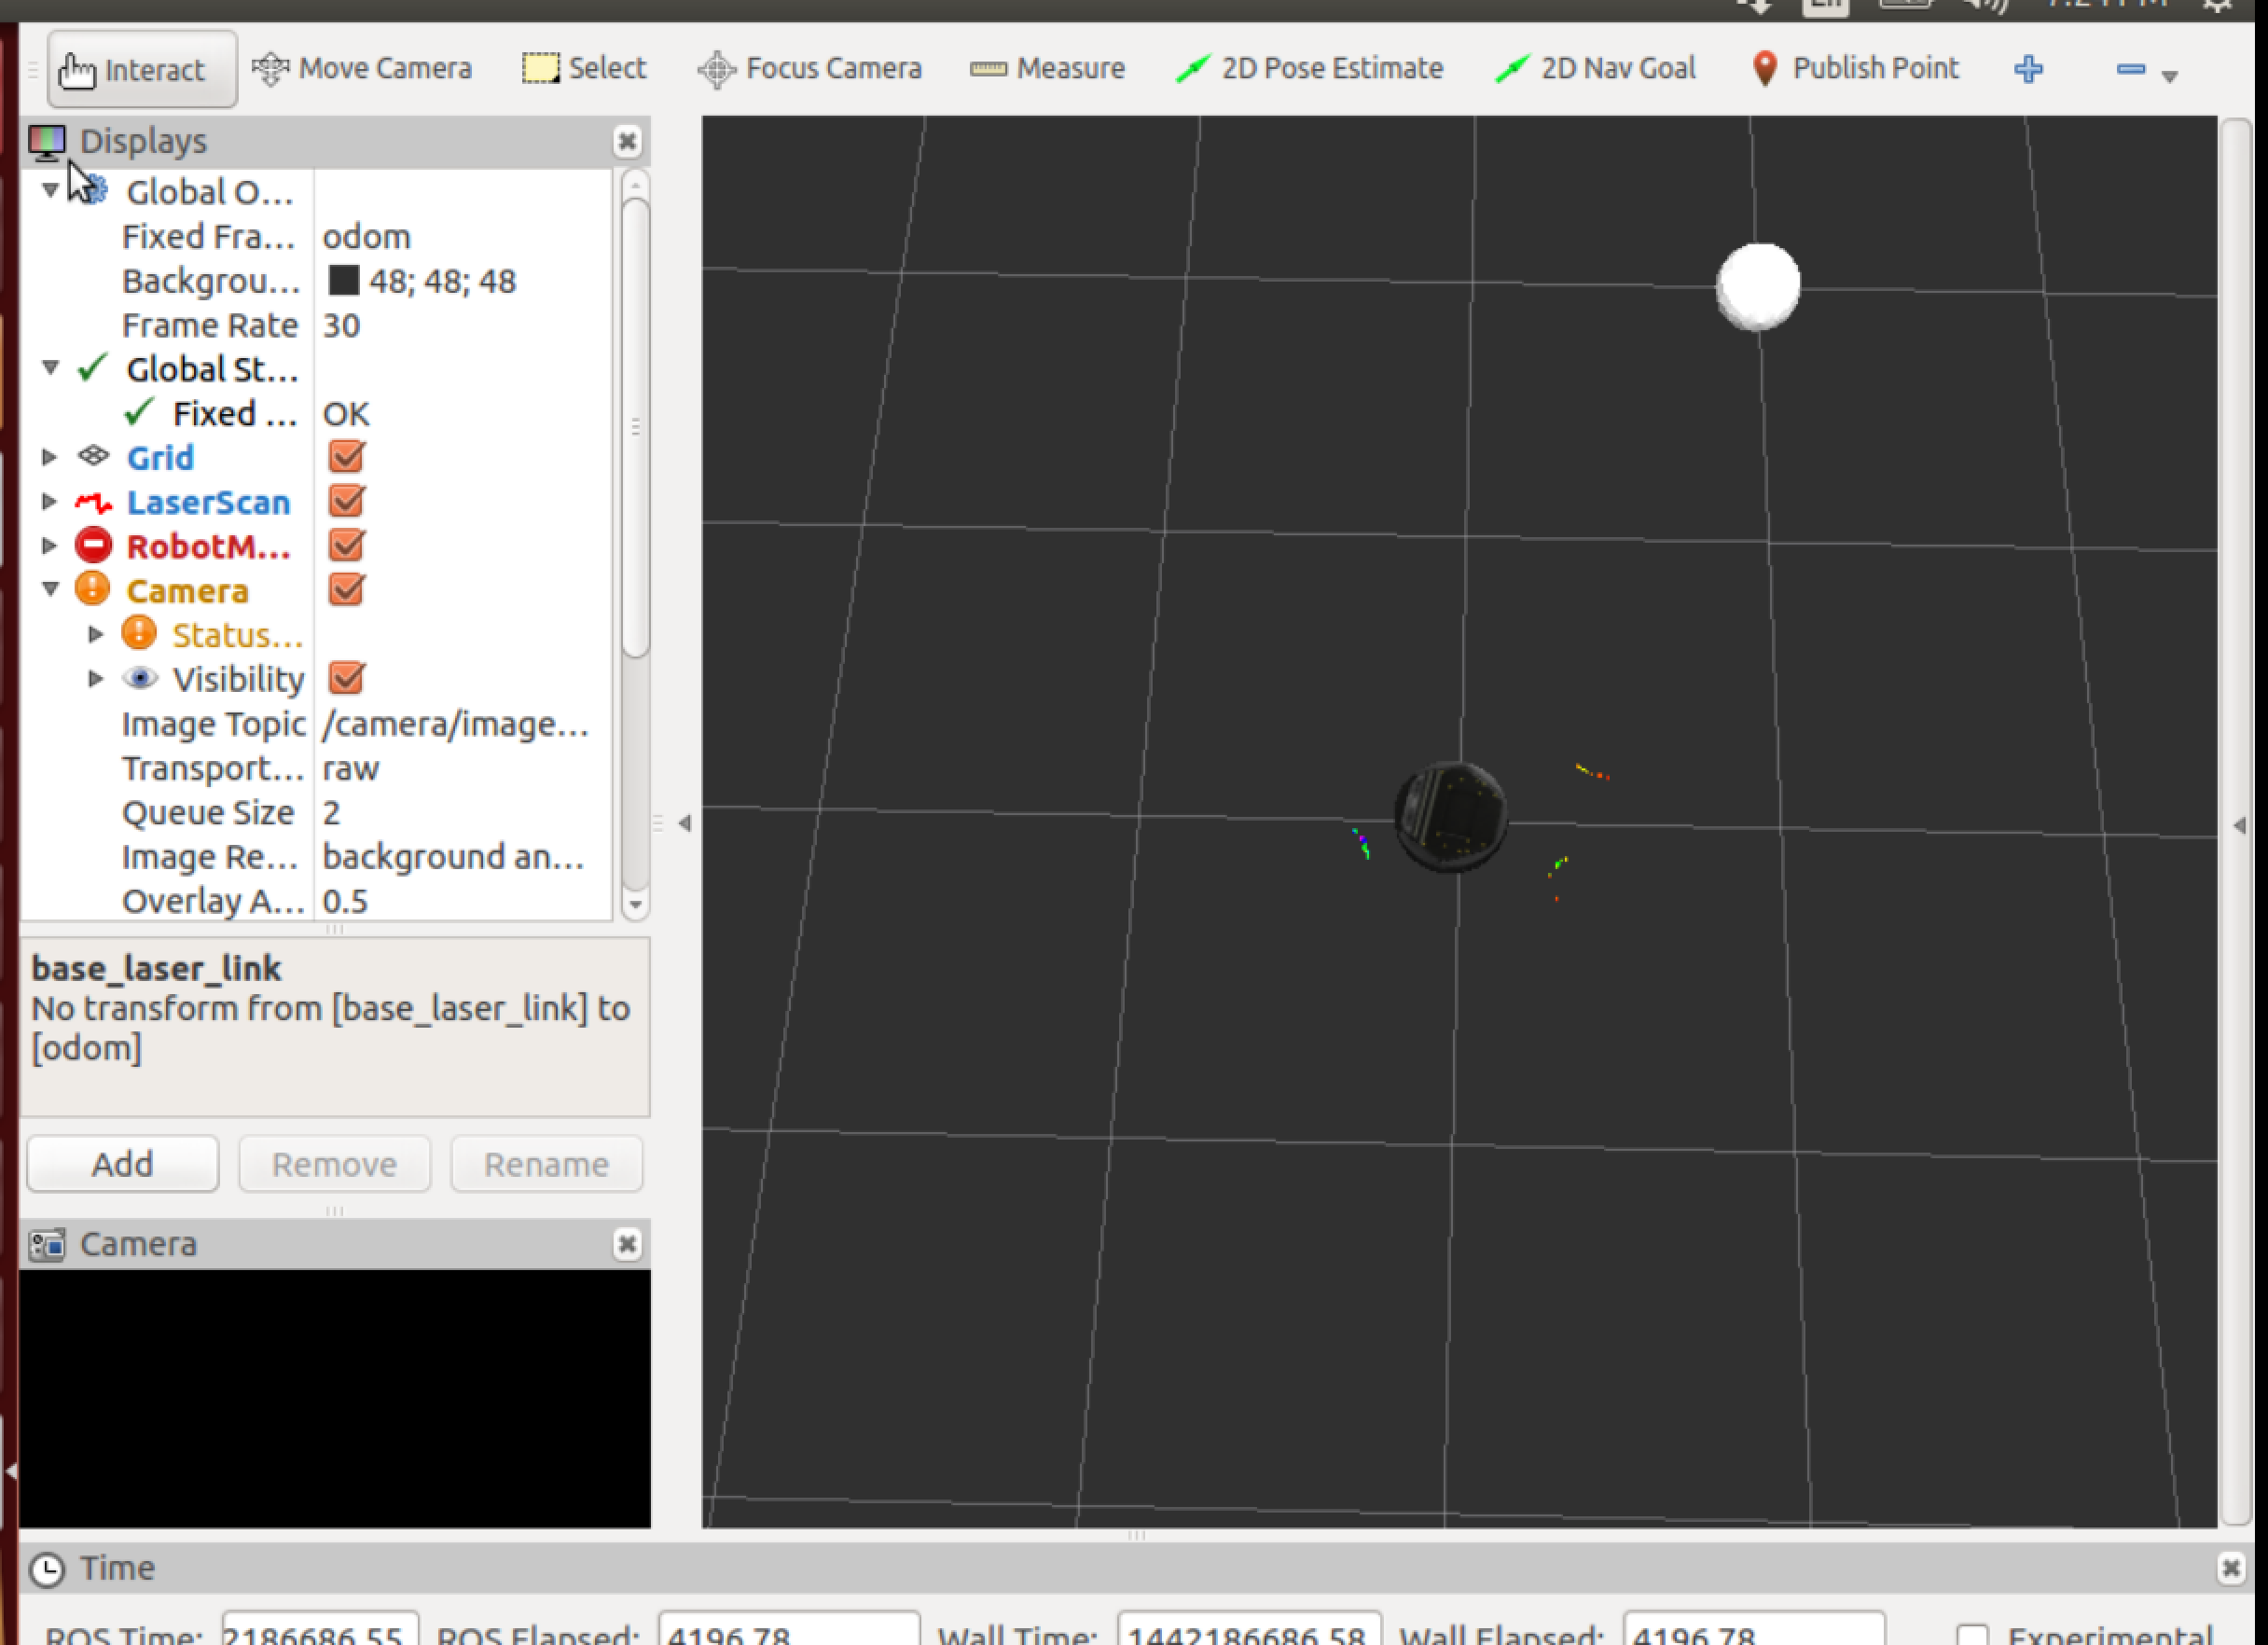 Interact Move Camera Select Focus Camera Measure 2D Pose Estimate 2D Nav Goal Publish Point
Displays
Global O...
Fixed Fra... odom
Backgrou... 48; 48; 48
Frame Rate 30
Global St...
Fixed ... OK
Grid
LaserScan
RobotM...
Camera
Status...
Visibility
Image Topic /camera/image...
Transport... raw
Queue Size 2
Image Re... background an...
Overlay A... 0.5
base_laser_link
No transform from [base_laser_link] to
[odom]
Add Remove Rename
Camera
Time
ROS Time: 2186686.55 ROS Elapsed: 4196.78 Wall Time: 1442186686.58 Wall Elapsed: 4196.78 Experimental